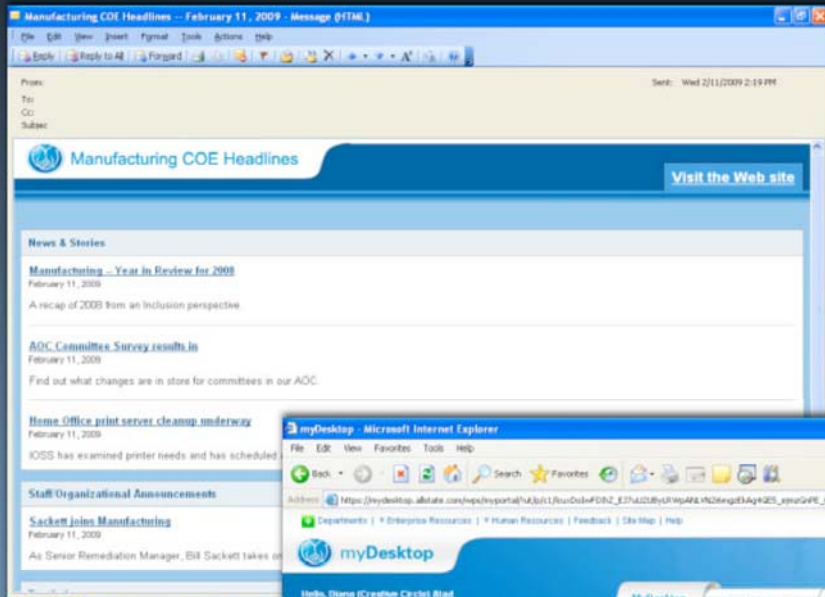 Manufacturing COE Headlines -- February 11, 2009 - Message (HTML)
File Edit View Insert Format Tools Actions Help
Reply Reply to All Forward
From: Sent: Wed 2/11/2009 2:19 PM
To:
Cc:
Subject
Manufacturing COE Headlines
Visit the Web site
News & Stories
Manufacturing – Year in Review for 2008
February 11, 2009
A recap of 2008 from an Inclusion perspective.
AOC Committee Survey results in
February 11, 2009
Find out what changes are in store for committees in our AOC.
Home Office print server cleanup underway
February 11, 2009
IOSS has examined printer needs and has scheduled
Staff/Organizational Announcements
Sackett joins Manufacturing
February 11, 2009
As Senior Remediation Manager, Bill Sackett takes on
myDesktop - Microsoft Internet Explorer
File Edit View Favorites Tools Help
Back Search Favorites
Address
Departments | Enterprise Resources | Human Resources | Feedback | Site Map | Help
myDesktop
Hello, Diana (Creative Circle)
MyDesktop